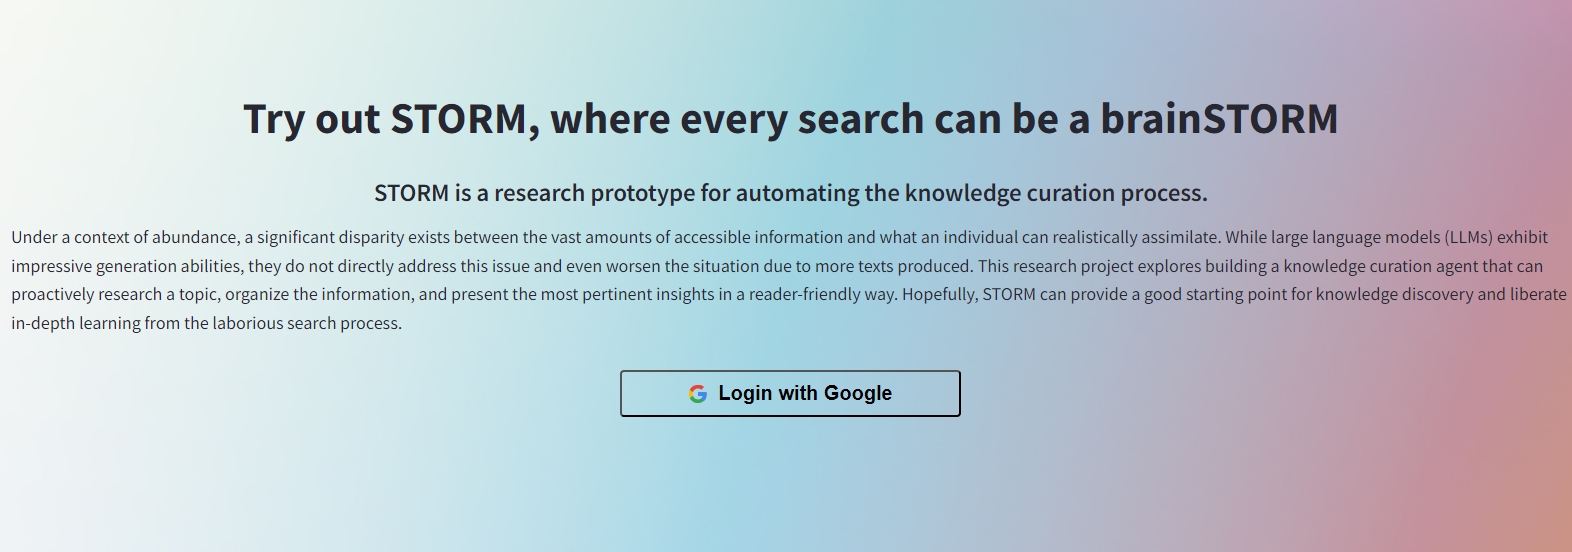 Try out STORM, where every search can be a brainSTORM
STORM is a research prototype for automating the knowledge curation process.
Under a context of abundance, a significant disparity exists between the vast amounts of accessible information and what an individual can realistically assimilate. While large language models (LLMs) exhibit
impressive generation abilities, they do not directly address this issue and even worsen the situation due to more texts produced. This research project explores building a knowledge curation agent that can
proactively research a topic, organize the information, and present the most pertinent insights in a reader-friendly way. Hopefully, STORM can provide a good starting point for knowledge discovery and liberate
in-depth learning from the laborious search process.
Login with Google